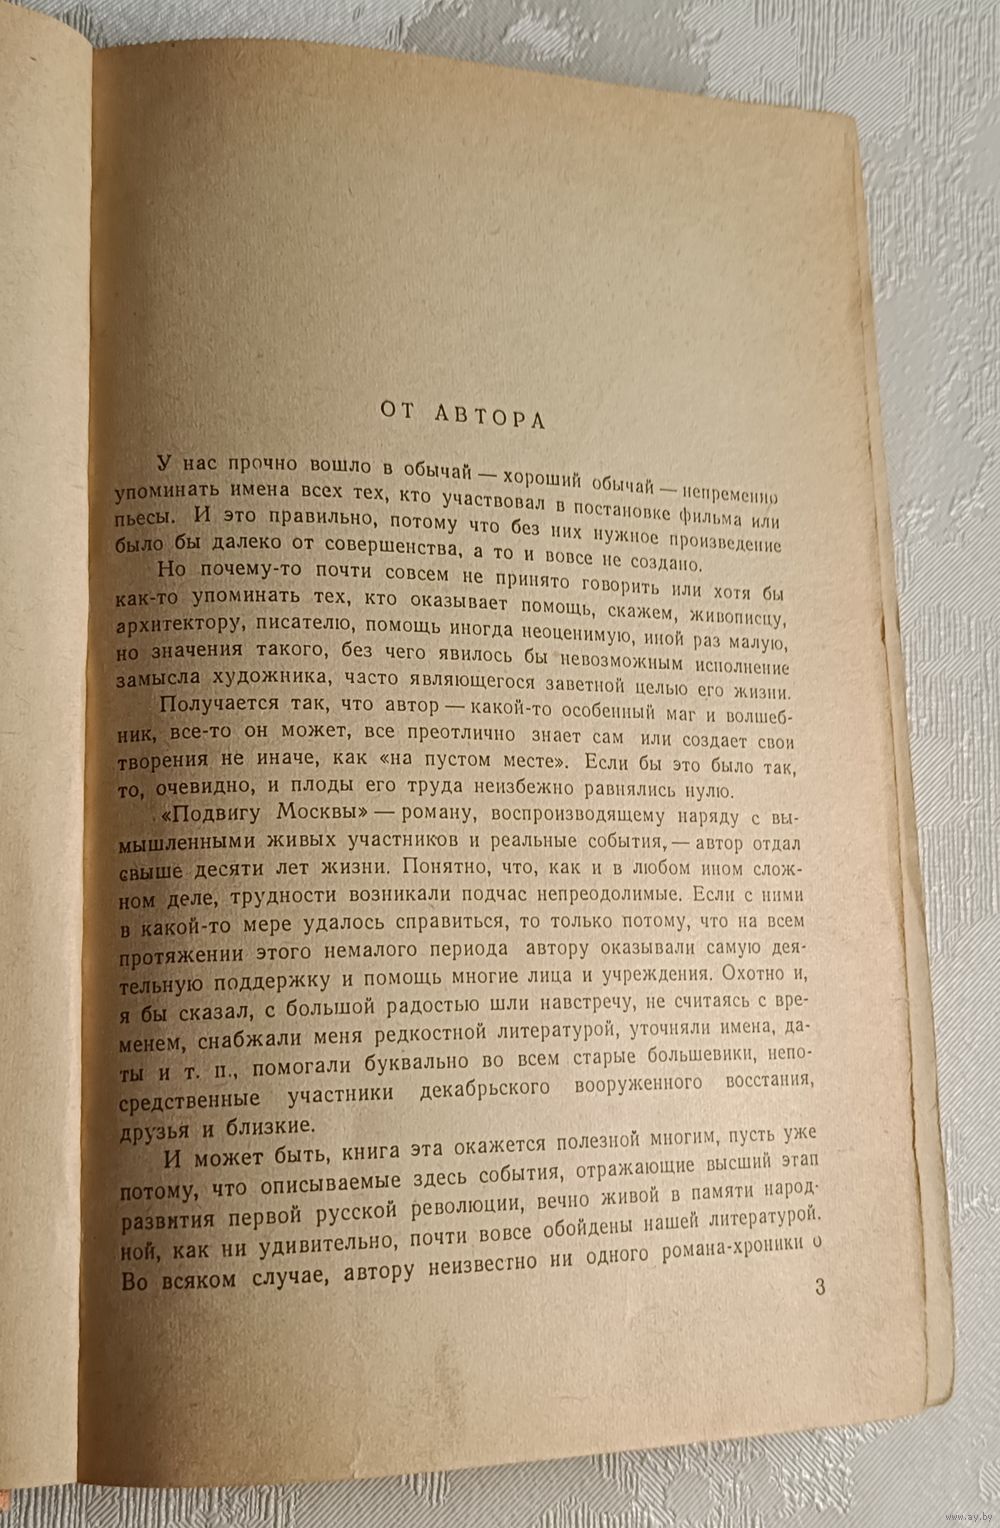 ОТ АВТОРА
У нас прочно вошло в обычай — хороший обычай — непременно
упоминать имена всех тех, кто участвовал в постановке фильма или
пьесы. И это правильно, потому что без них нужное произведение
было бы далеко от совершенства, а то и вовсе не создано.
Но почему-то почти совсем не принято говорить или хотя бы
как-то упоминать тех, кто оказывает помощь, скажем, живописцу,
архитектору, писателю, помощь иногда неоценимую, иной раз малую,
но значения такого, без чего явилось бы невозможным исполнение
замысла художника, часто являющегося заветной целью его жизни.
Получается так, что автор — какой-то особенный маг и волшеб-
ник, все-то он может, все преотлично знает сам или создает свои
творения не иначе, как «на пустом месте». Если бы это было так,
то, очевидно, и плоды его труда неизбежно равнялись нулю.
«Подвигу Москвы» — роману, воспроизводящему наряду с вы-
мышленными живых участников и реальные события, — автор отдал
свыше десяти лет жизни. Понятно, что, как и в любом ином слож-
ном деле, трудности возникали подчас непреодолимые. Если с ними
в какой-то мере удалось справиться, то только потому, что на всем
протяжении этого немалого периода автору оказывали самую дея-
тельную поддержку и помощь многие лица и учреждения. Охотно и,
я бы сказал, с большой радостью шли навстречу, не считаясь с вре-
менем, снабжали меня редкостной литературой, уточняли имена, да-
ты и т. п., помогали буквально во всем старые большевики, непо-
средственные участники декабрьского вооруженного восстания,
друзья и близкие.
И может быть, книга эта окажется полезной многим, пусть уже
потому, что описываемые здесь события, отражающие высший этап
развития первой русской революции, вечно живой в памяти народ-
ной, как ни удивительно, почти вовсе обойдены нашей литературой.
Во всяком случае, автору неизвестно ни одного романа-хроники о
3
www.ay.by